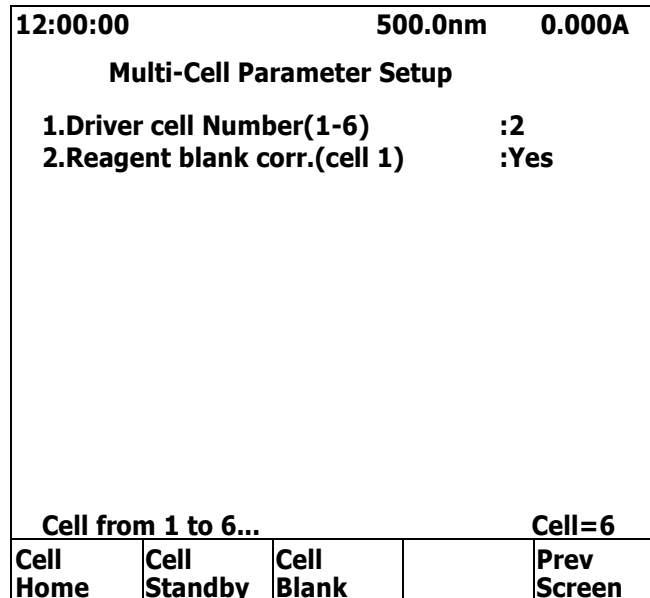 12:00:00 500.0nm 0.000A
Multi-Cell Parameter Setup
1.Driver cell Number(1-6) :2
2.Reagent blank corr.(cell 1) :Yes
Cell from 1 to 6... Cell=6
Cell Cell Cell Prev
Home Standby Blank Screen